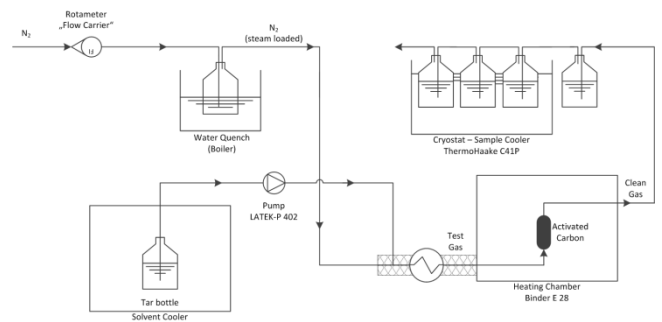 Rotameter
„Flow Carrier“
N₂
N₂
(steam loaded)
Water Quench
(Boiler)
Cryostat – Sample Cooler
ThermoHaake C41P
Pump
LATEK-P 402
Clean
Gas
Test
Gas
Activated
Carbon
Heating Chamber
Binder E 28
Tar bottle
Solvent Cooler